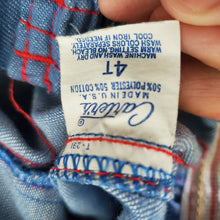 Carter's
®
MADE IN U.S.A.
50% POLYESTER 50% COTTON
4T
MACHINE WASH AND DRY
WARM SETTING. NO BLEACH.
WASH COLORS SEPARATELY.
COOL IRON IF NEEDED.